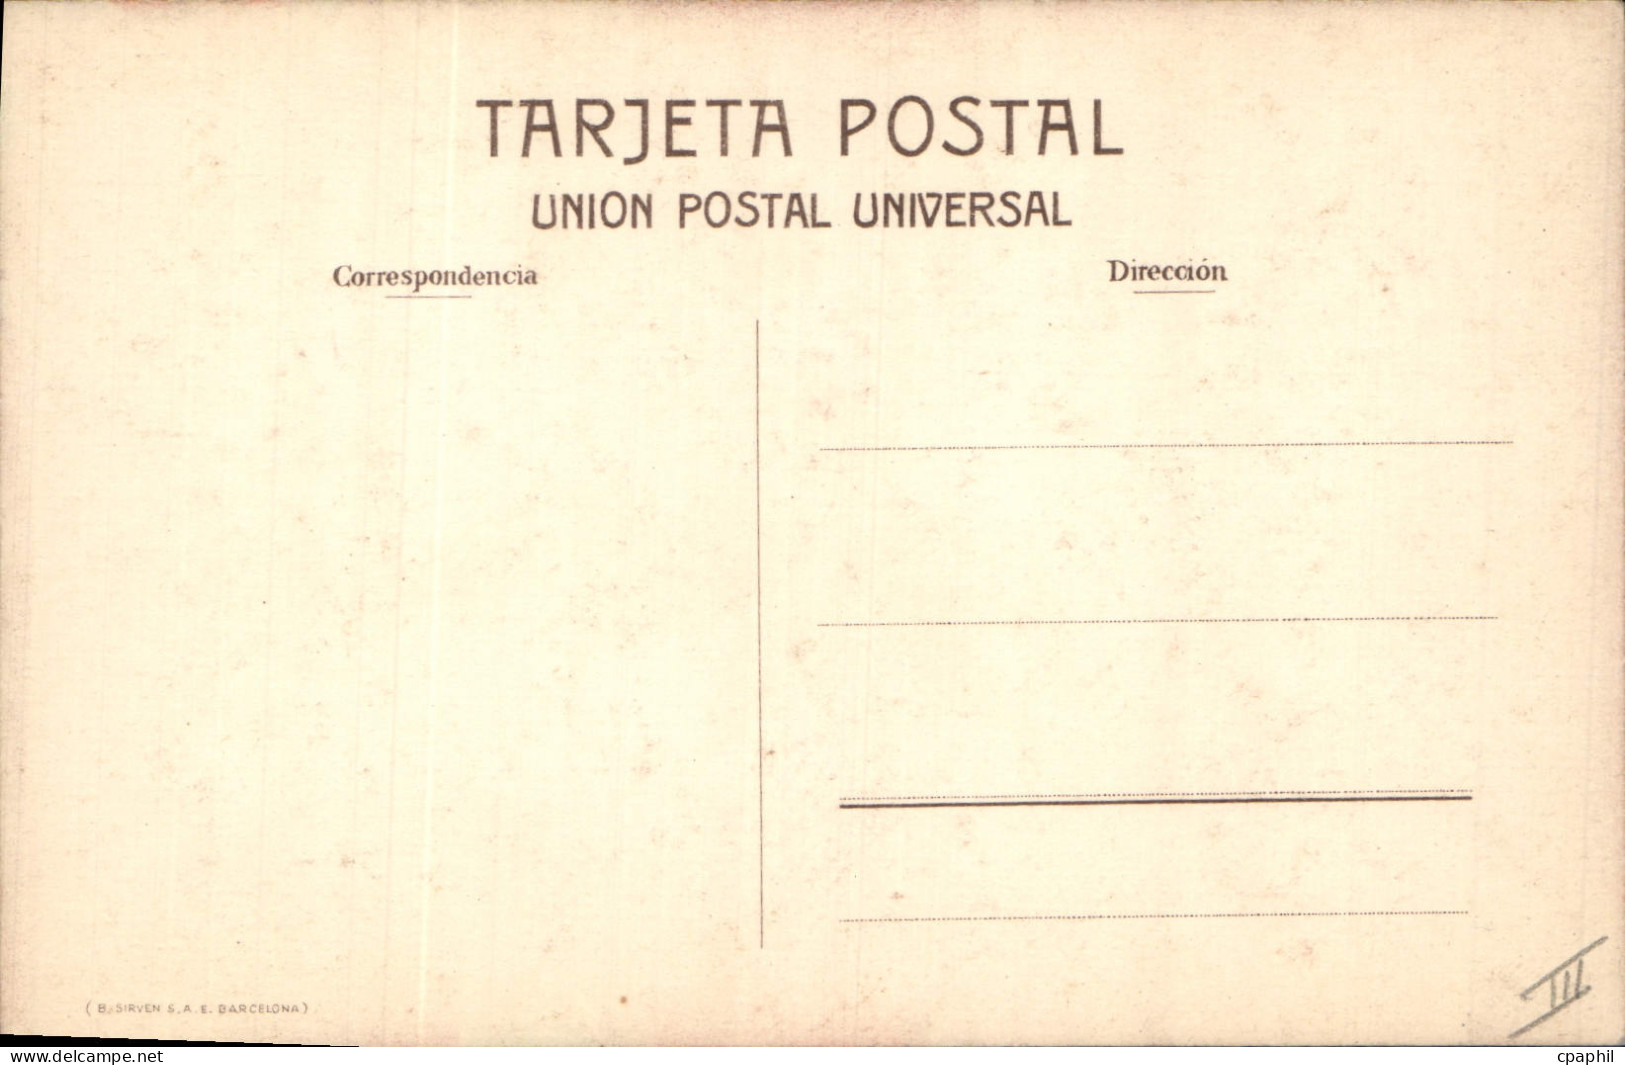 TARJETA POSTAL
UNION POSTAL UNIVERSAL
Correspondencia
Dirección
( B. SIRVEN S. A. E. BARCELONA )
III
www.delcampe.net
cpaphil